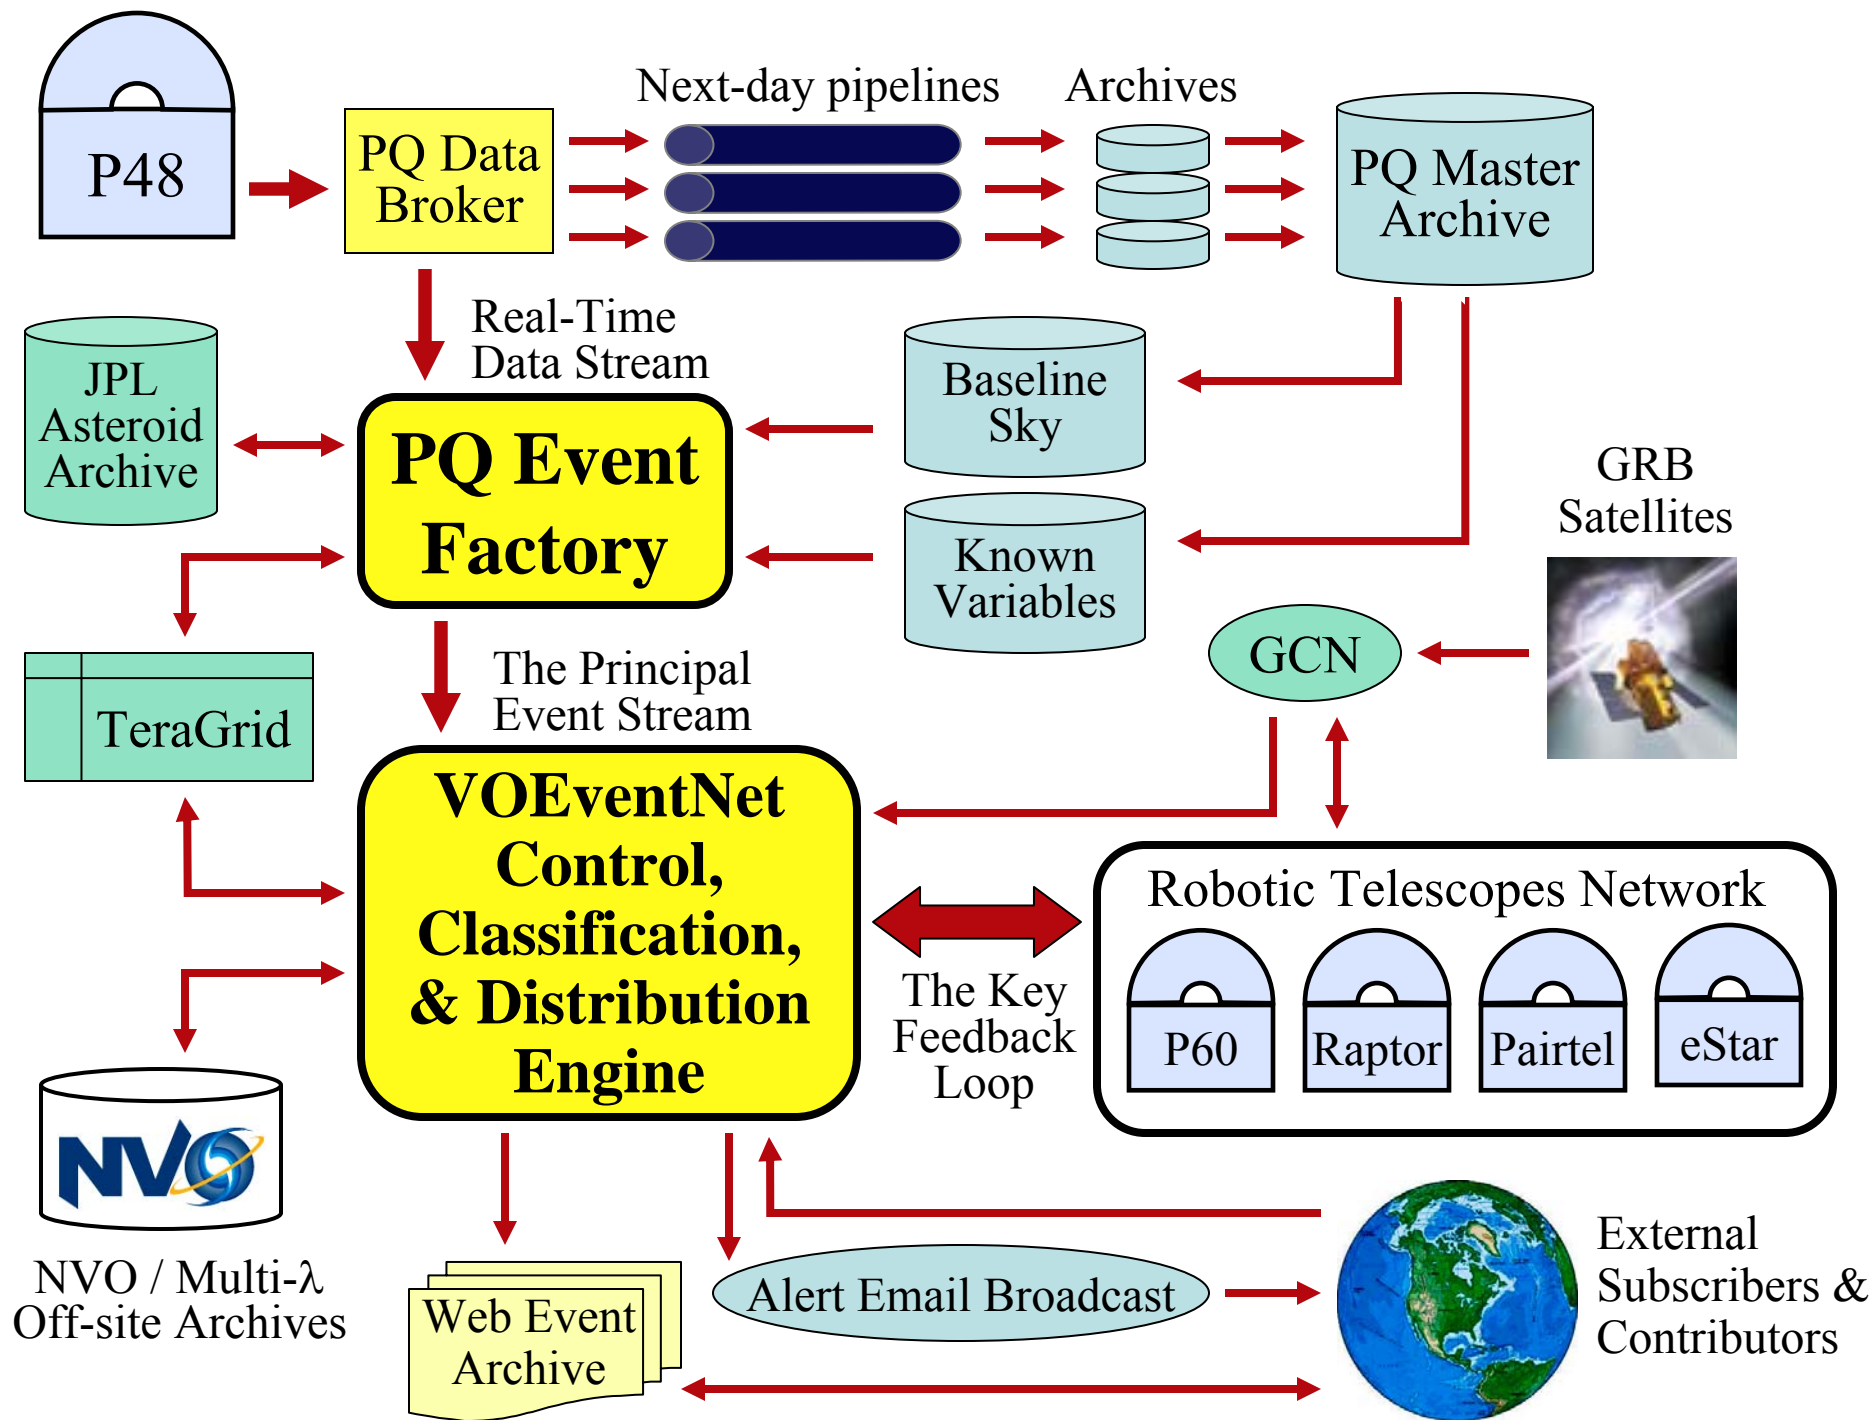 P48
PQ Data
Broker
Next-day pipelines
Archives
PQ Master
Archive
Real-Time
Data Stream
JPL
Asteroid
Archive
PQ Event
Factory
Baseline
Sky
Known
Variables
GRB
Satellites
GCN
The Principal
Event Stream
TeraGrid
VOEventNet
Control,
Classification,
& Distribution
Engine
The Key
Feedback
Loop
Robotic Telescopes Network
P60
Raptor
Pairtel
eStar
NVO
NVO / Multi-λ
Off-site Archives
Web Event
Archive
Alert Email Broadcast
External
Subscribers &
Contributors